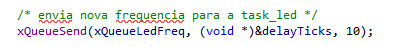 /* envia nova frequencia para a task_led */
xQueueSend(xQueueLedFreq, (void *)&delayTicks, 10);